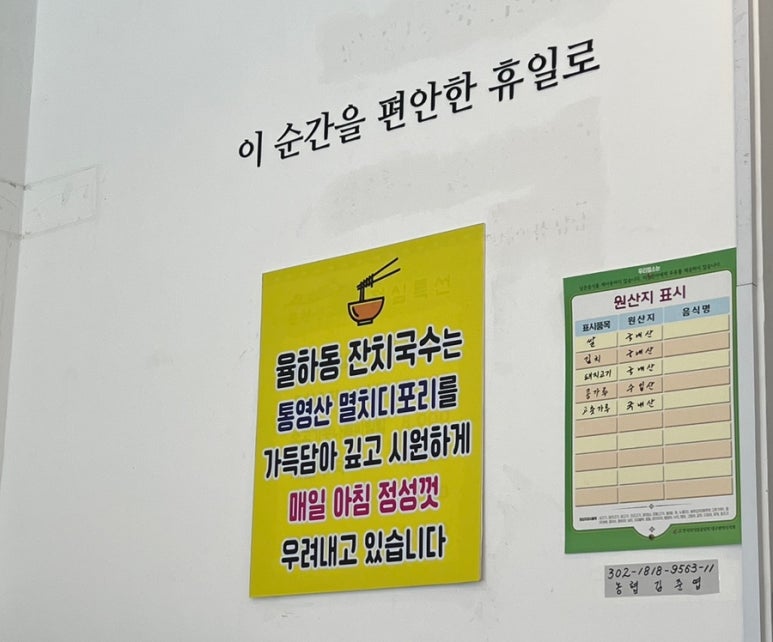 이 순간을 편안한 휴일로
율하동 잔치국수는
통영산 멸치디포리를
가득담아 깊고 시원하게
매일 아침 정성껏
우려내고 있습니다
우리업소는
원산지 표시
표시품목 원산지 음식명
쌀 국내산
김치 국내산
돼지고기 국내산
콩가루 수입산
고춧가루 국내산
302-1818-9563-11
농협 김준엽